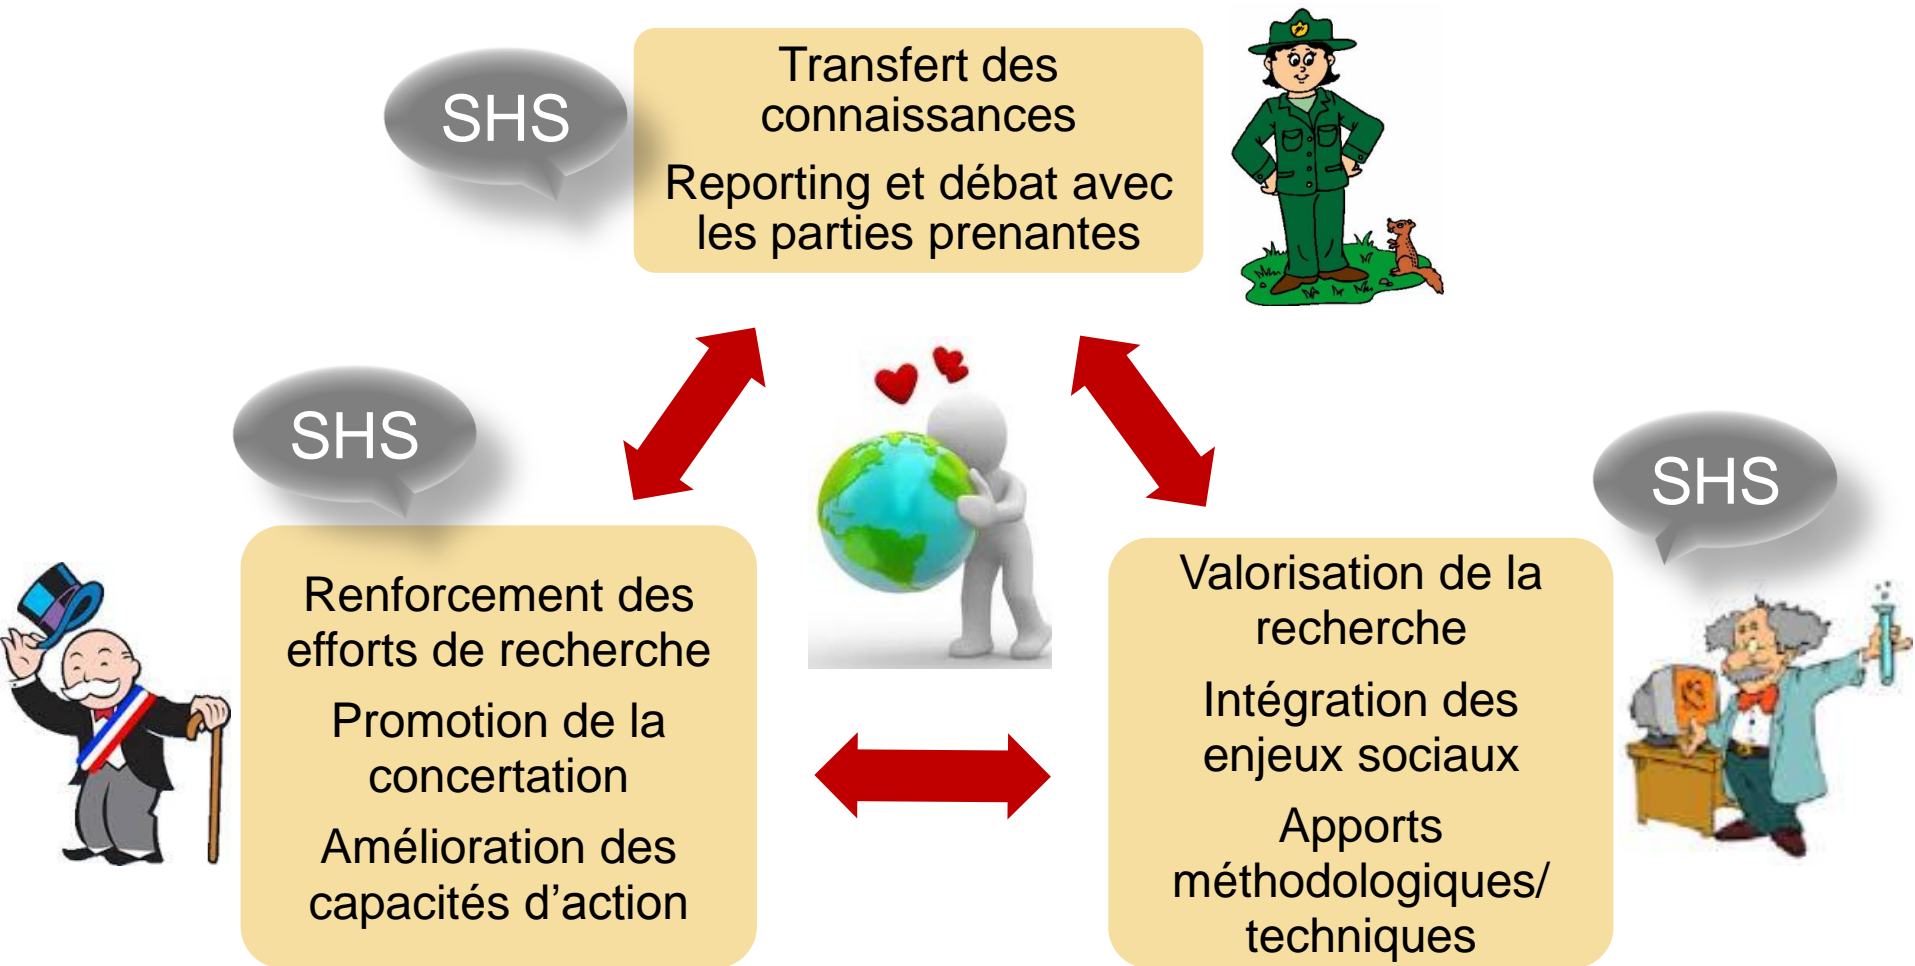 SHS
Transfert des
connaissances
Reporting et débat avec
les parties prenantes
SHS
Renforcement des
efforts de recherche
Promotion de la
concertation
Amélioration des
capacités d’action
SHS
Valorisation de la
recherche
Intégration des
enjeux sociaux
Apports
méthodologiques/
techniques